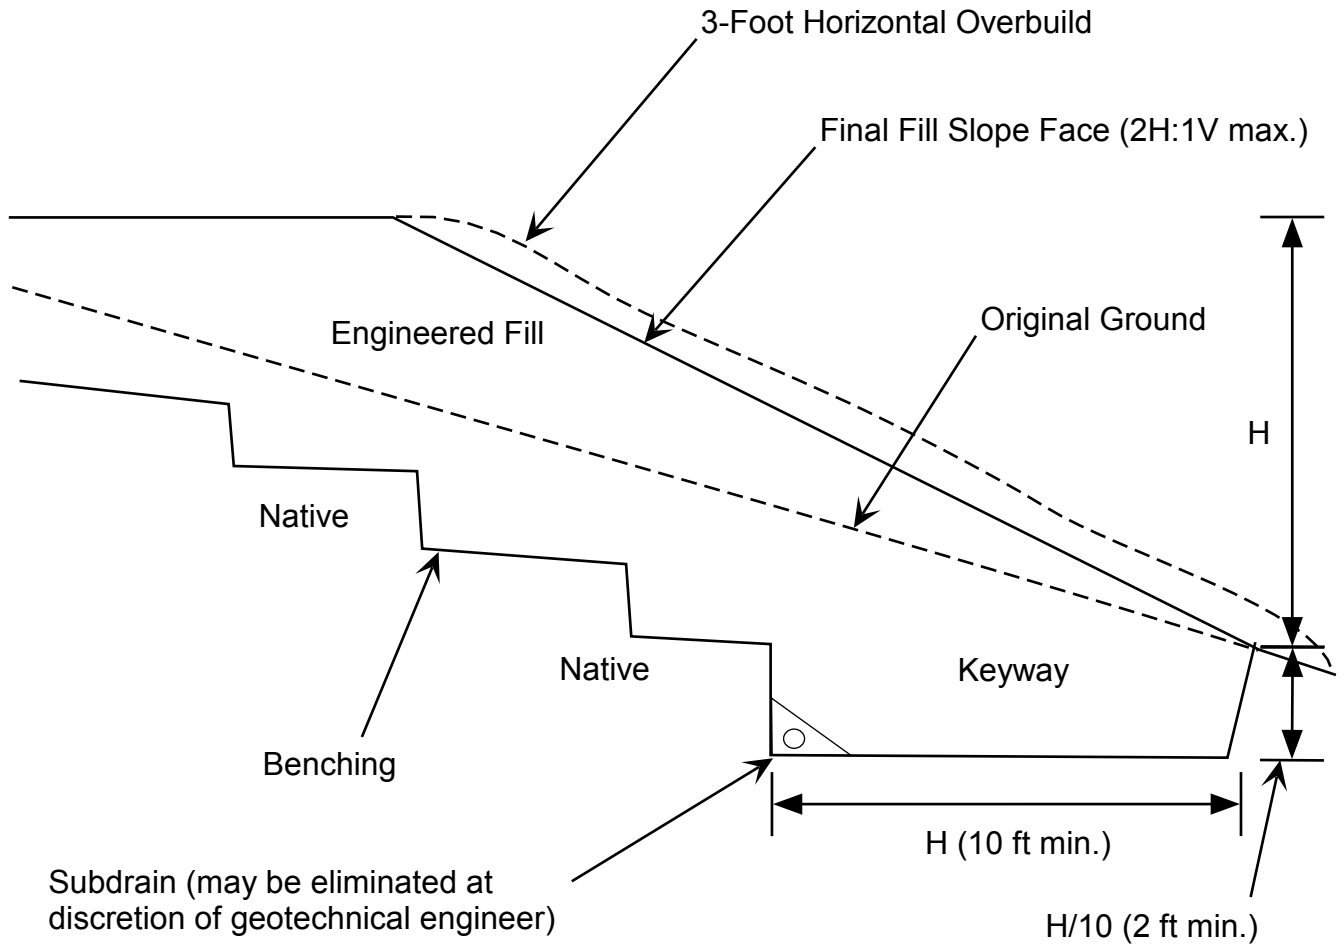 3-Foot Horizontal Overbuild
Final Fill Slope Face (2H:1V max.)
Original Ground
Engineered Fill
H
Native
Native
Keyway
Benching
H (10 ft min.)
Subdrain (may be eliminated at
discretion of geotechnical engineer)
H/10 (2 ft min.)